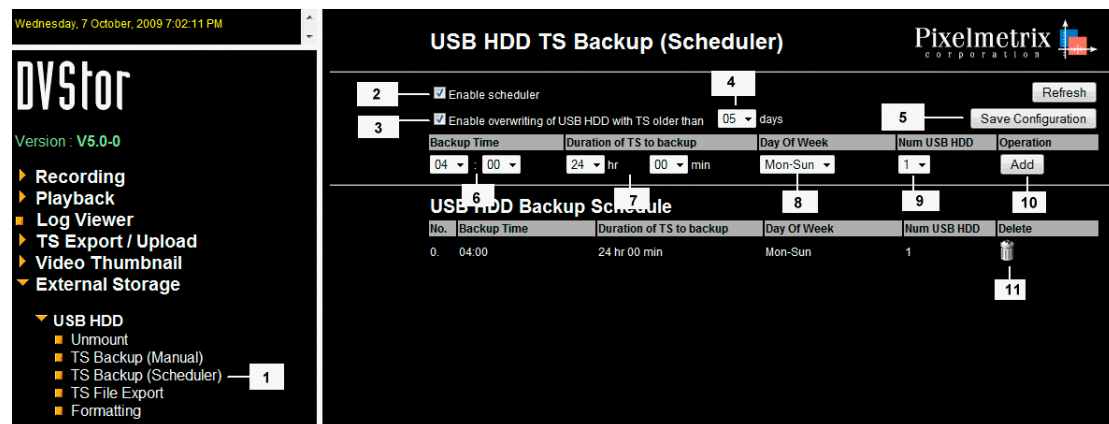 Wednesday, 7 October, 2009 7:02:11 PM
DVStor
Version : V5.0-0
Recording
Playback
Log Viewer
TS Export / Upload
Video Thumbnail
External Storage
USB HDD
Unmount
TS Backup (Manual)
TS Backup (Scheduler) 1
TS File Export
Formatting
USB HDD TS Backup (Scheduler)
Pixelmetrix
corporation
2 Enable scheduler 4 Refresh
3 Enable overwriting of USB HDD with TS older than 05 days 5 Save Configuration
Backup Time Duration of TS to backup Day Of Week Num USB HDD Operation
04 : 00 24 hr 00 min Mon-Sun 1 Add
6 7 8 9 10
USB HDD Backup Schedule
No. Backup Time Duration of TS to backup Day Of Week Num USB HDD Delete
0. 04:00 24 hr 00 min Mon-Sun 1
11